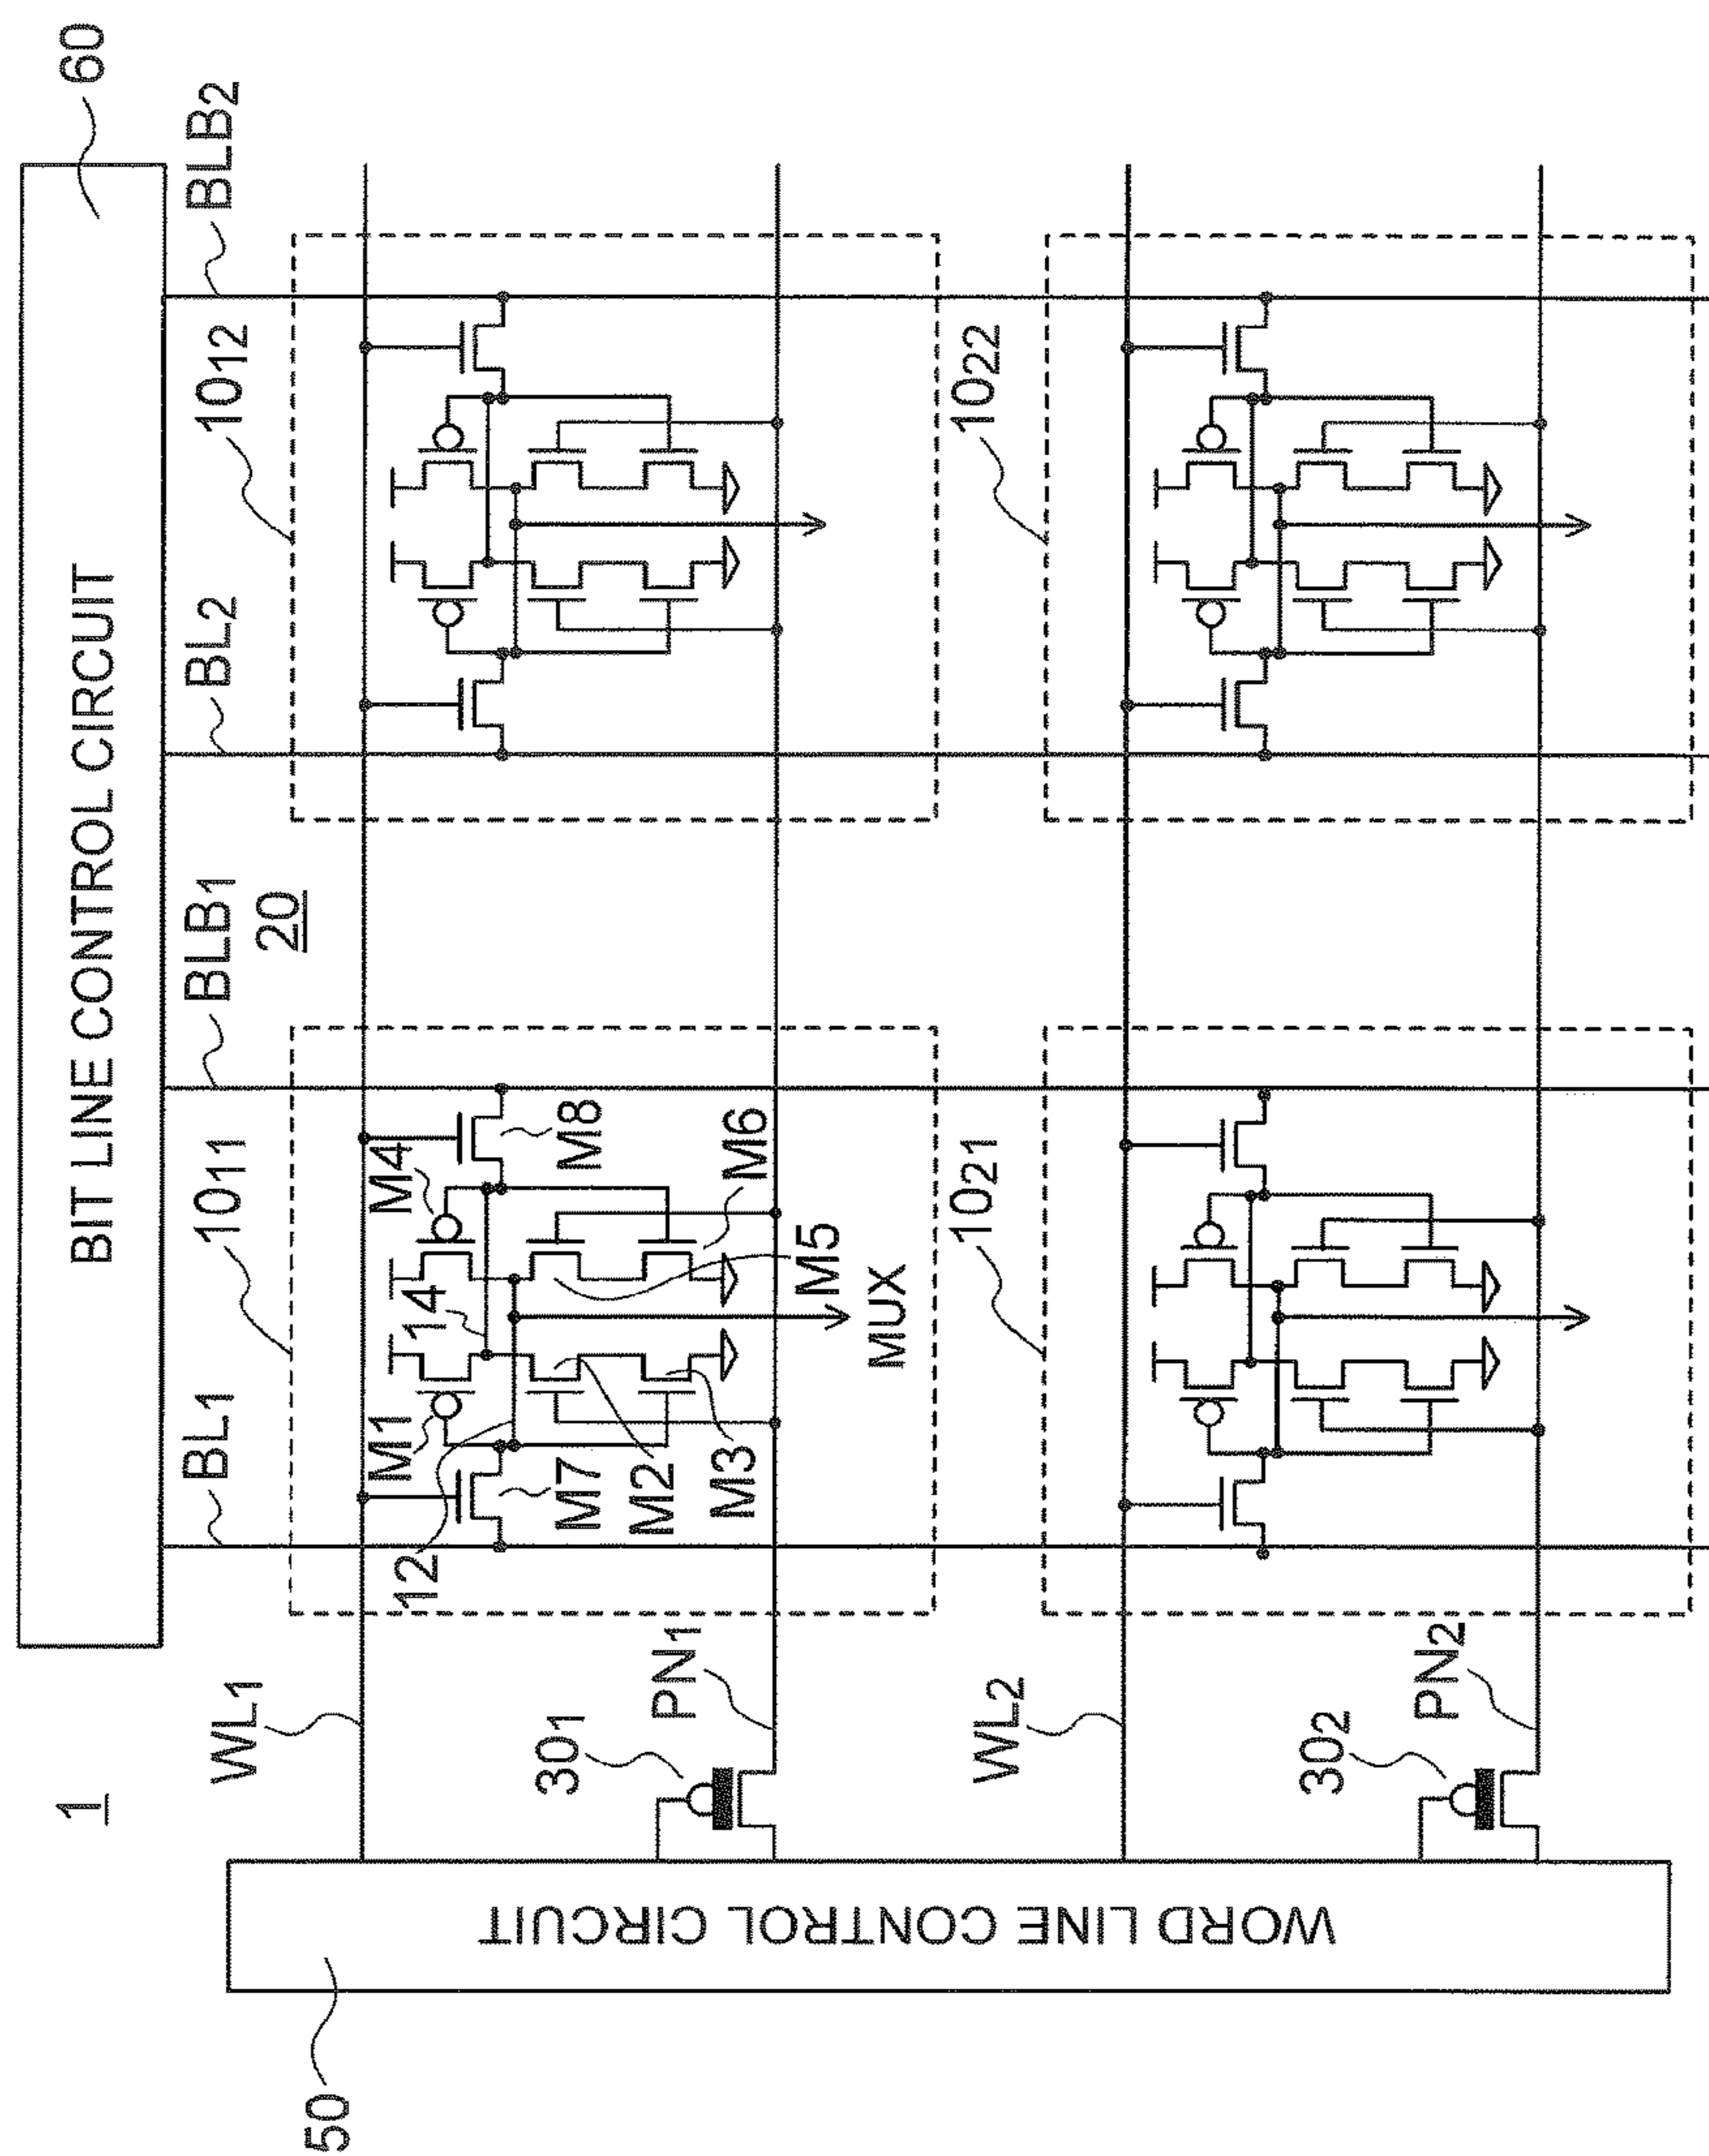 1
60
BIT LINE CONTROL CIRCUIT
BL₁
BLB₁
BL₂
BLB₂
20
WL₁
10₁₁
10₁₂
M1
14
M4
12
M7
M8
M2
M3
M6
M5
MUX
30₁
PN₁
WL₂
10₂₁
10₂₂
30₂
PN₂
WORD LINE CONTROL CIRCUIT
50